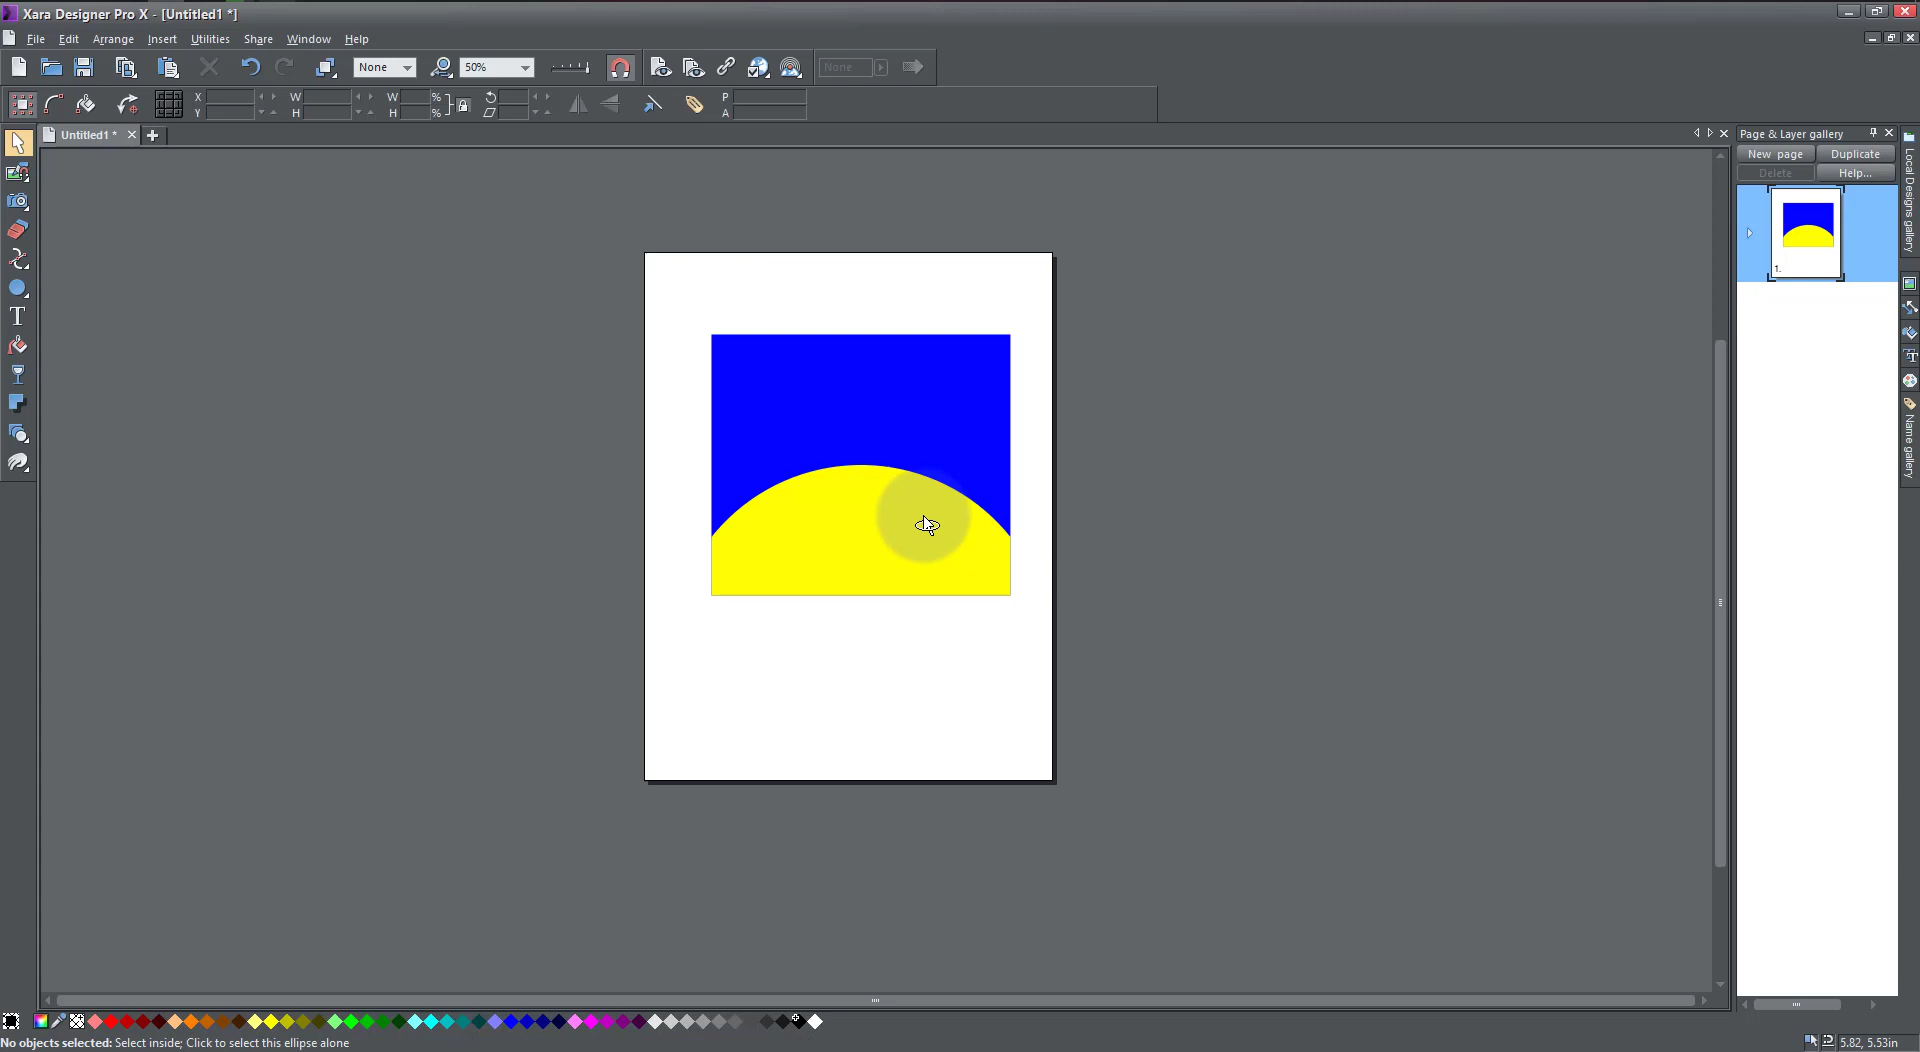 Xara Designer Pro X - [Untitled1 *]
File Edit Arrange Insert Utilities Share Window Help
None 50% None
X W W % P
Y H H % A
Untitled1 *
Page & Layer gallery
New page Duplicate
Delete Help...
1.
Local Designs gallery
Name gallery
No objects selected: Select inside; Click to select this ellipse alone
5.82, 5.53in